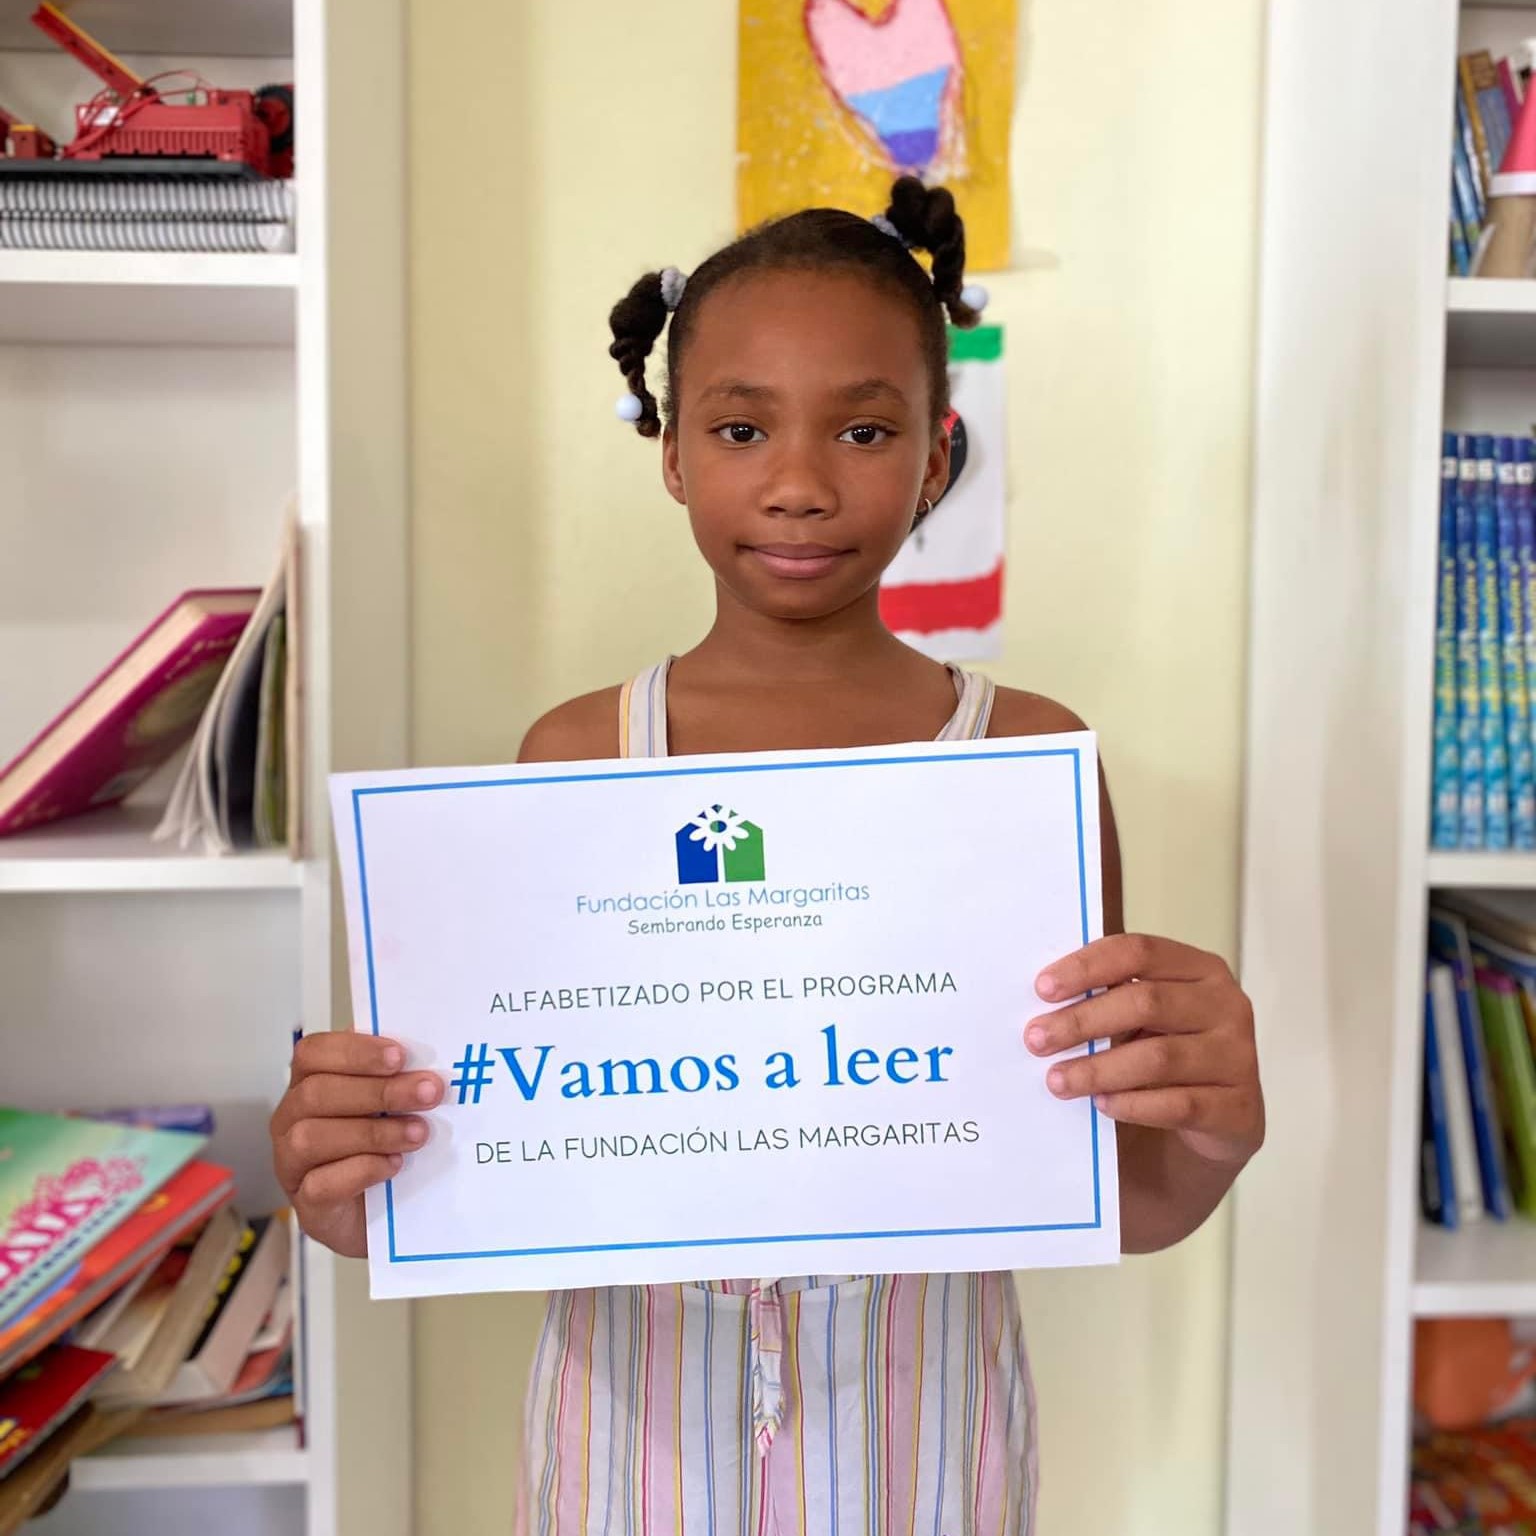 Fundación Las Margaritas
Sembrando Esperanza
ALFABETIZADO POR EL PROGRAMA
#Vamos a leer
DE LA FUNDACIÓN LAS MARGARITAS